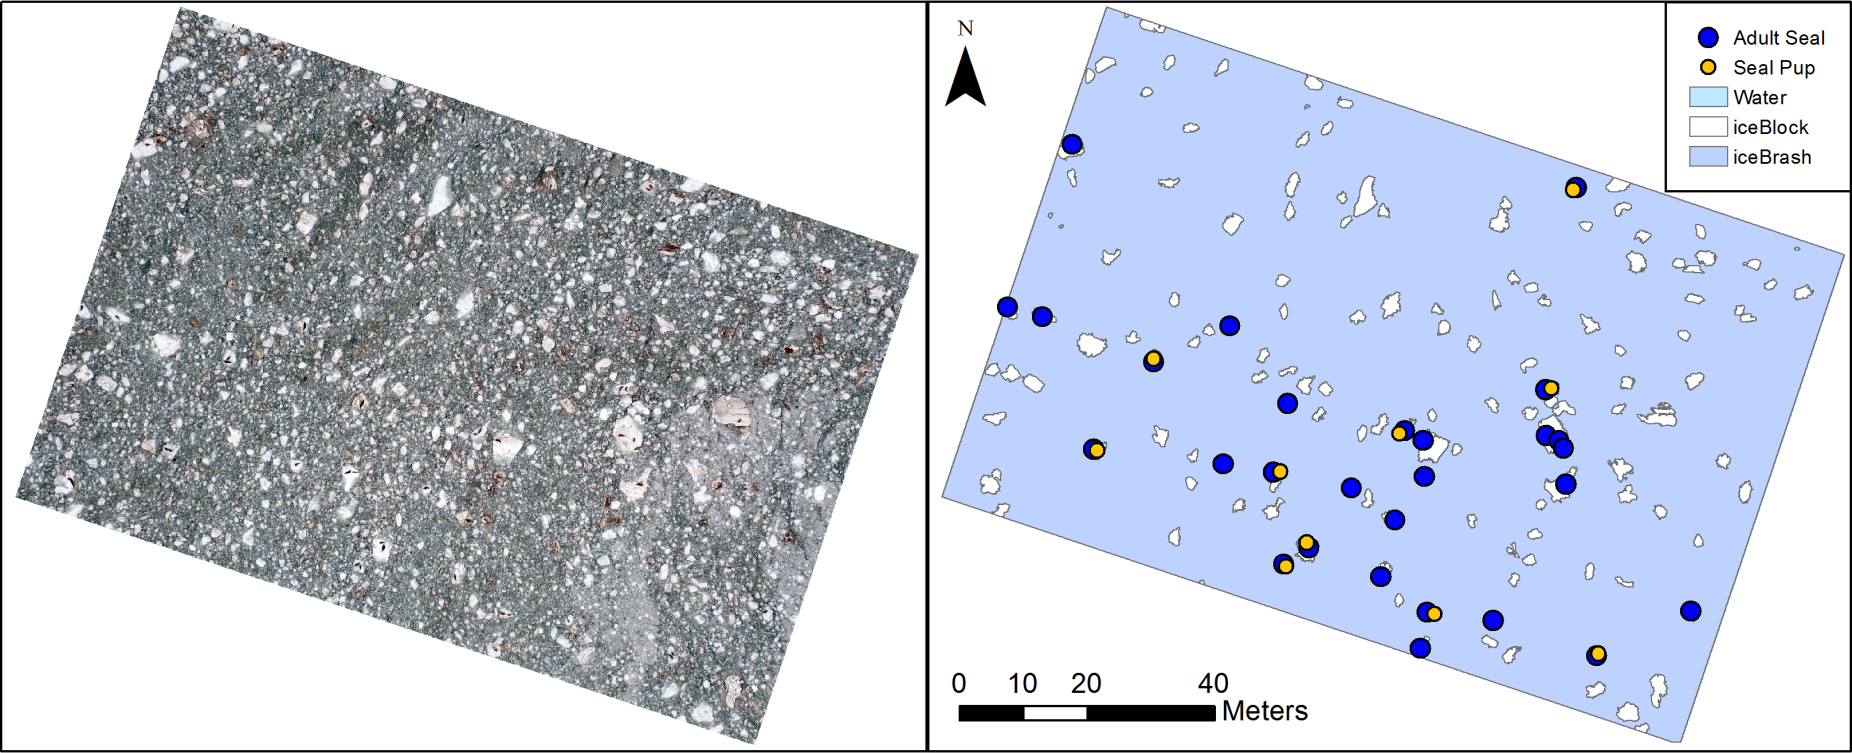 N
Adult Seal
Seal Pup
Water
iceBlock
iceBrash
0 10 20 40
Meters